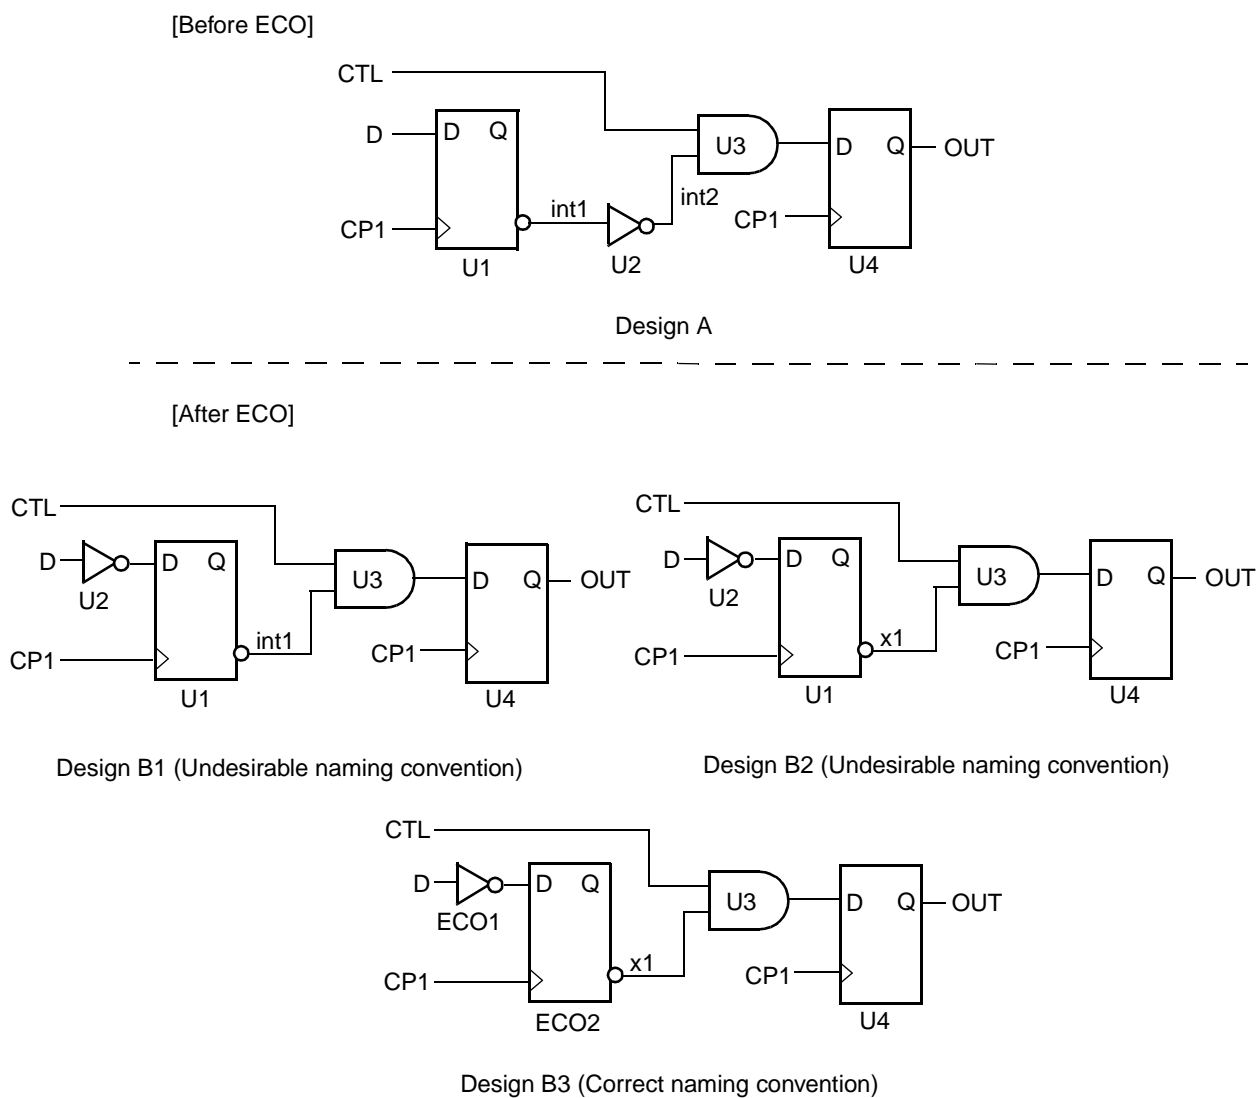 [Before ECO]
CTL
D
D Q
U3
D Q
OUT
int1
int2
CP1
CP1
U1
U2
U4
Design A
[After ECO]
CTL
D
D Q
U3
D Q
OUT
U2
int1
CP1
CP1
U1
U4
Design B1 (Undesirable naming convention)
CTL
D
D Q
U3
D Q
OUT
U2
x1
CP1
CP1
U1
U4
Design B2 (Undesirable naming convention)
CTL
D
D Q
U3
D Q
OUT
ECO1
x1
CP1
CP1
ECO2
U4
Design B3 (Correct naming convention)